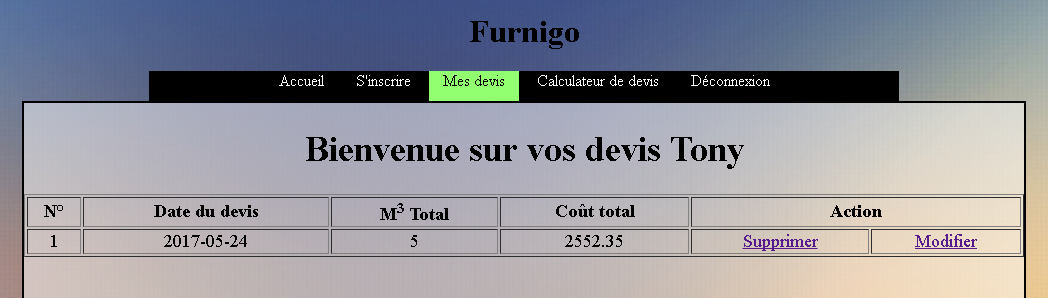 Furnigo
Accueil S'inscrire Mes devis Calculateur de devis Déconnexion
Bienvenue sur vos devis Tony
N° Date du devis M³ Total Coût total Action
1 2017-05-24 5 2552.35 Supprimer Modifier